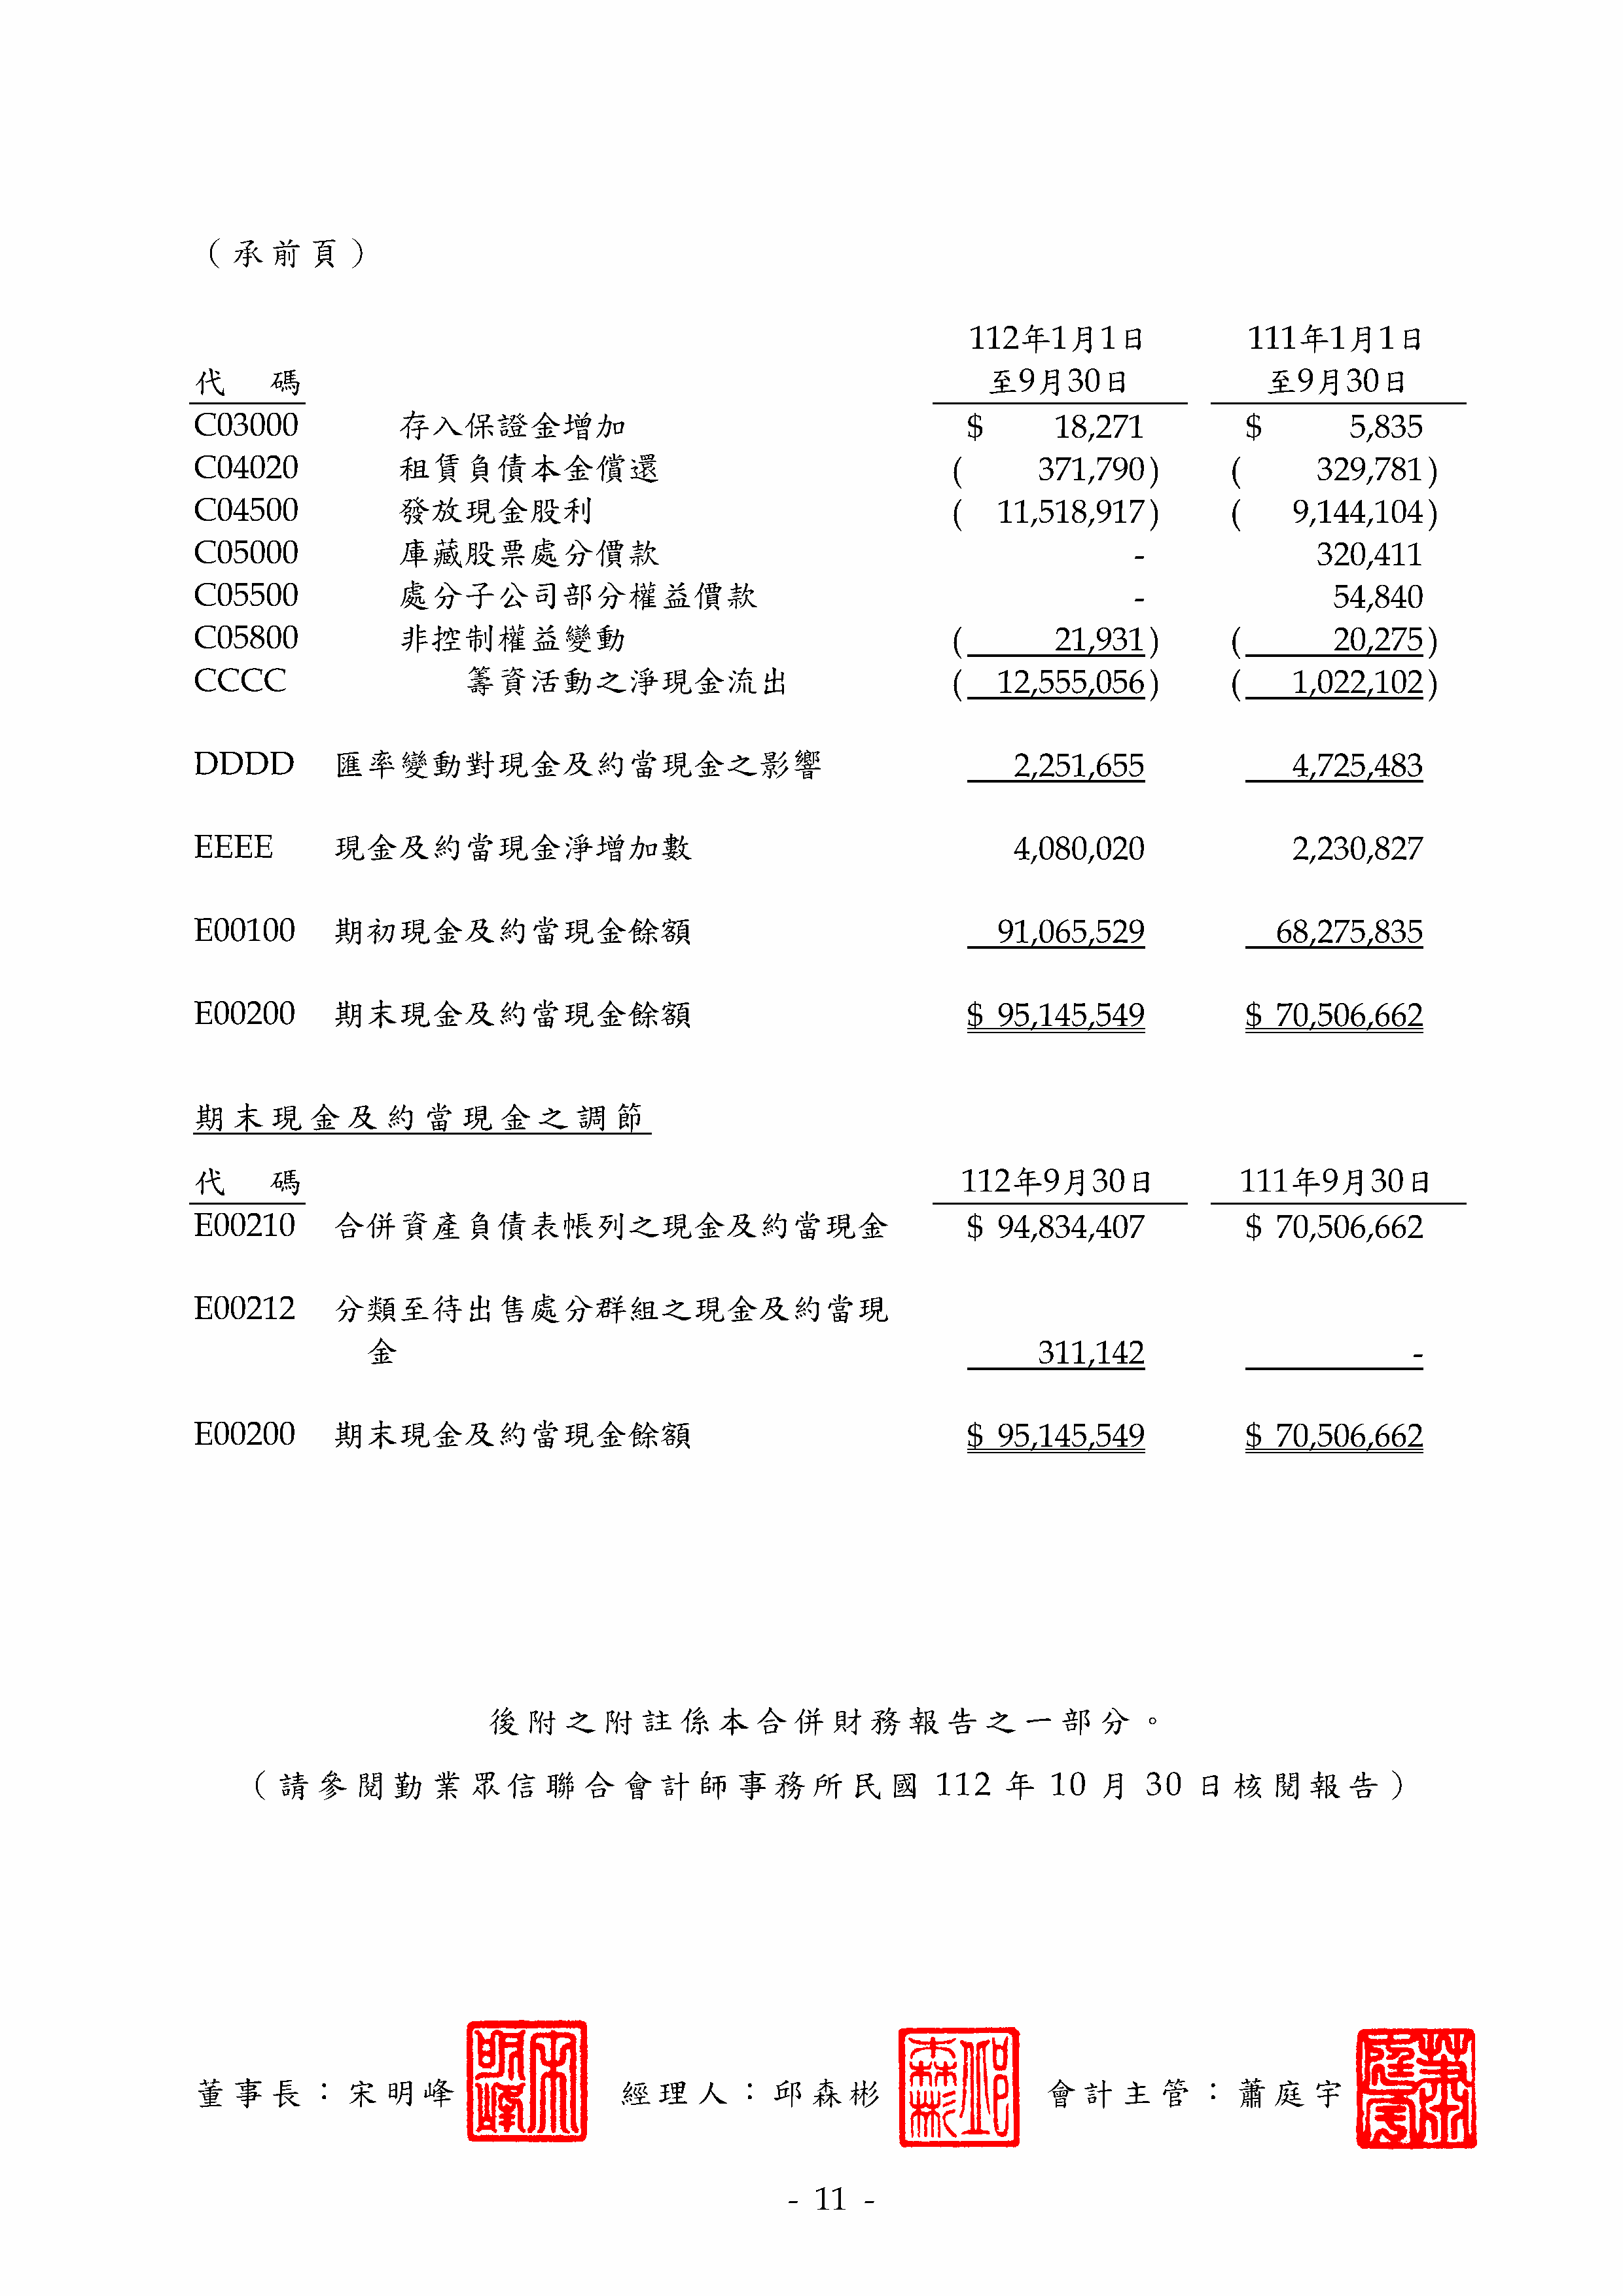 （承前頁）
112年1月1日 111年1月1日
代 碼 至9月30日 至9月30日
C03000 存入保證金增加 $ 18,271 $ 5,835
C04020 租賃負債本金償還 ( 371,790) ( 329,781)
C04500 發放現金股利 ( 11,518,917) ( 9,144,104)
C05000 庫藏股票處分價款 - 320,411
C05500 處分子公司部分權益價款 - 54,840
C05800 非控制權益變動 ( 21,931) ( 20,275)
CCCC 籌資活動之淨現金流出 ( 12,555,056) ( 1,022,102)
DDDD 匯率變動對現金及約當現金之影響 2,251,655 4,725,483
EEEE 現金及約當現金淨增加數 4,080,020 2,230,827
E00100 期初現金及約當現金餘額 91,065,529 68,275,835
E00200 期末現金及約當現金餘額 $ 95,145,549 $ 70,506,662
期末現金及約當現金之調節
代 碼 112年9月30日 111年9月30日
E00210 合併資產負債表帳列之現金及約當現金 $ 94,834,407 $ 70,506,662
E00212 分類至待出售處分群組之現金及約當現
金 311,142 -
E00200 期末現金及約當現金餘額 $ 95,145,549 $ 70,506,662
後附之附註係本合併財務報告之一部分。
（請參閱勤業眾信聯合會計師事務所民國 112 年 10 月 30 日核閱報告）
董事長：宋明峰 宋明峰 經理人：邱森彬 邱森彬 會計主管：蕭庭宇 蕭庭宇
- 11 -